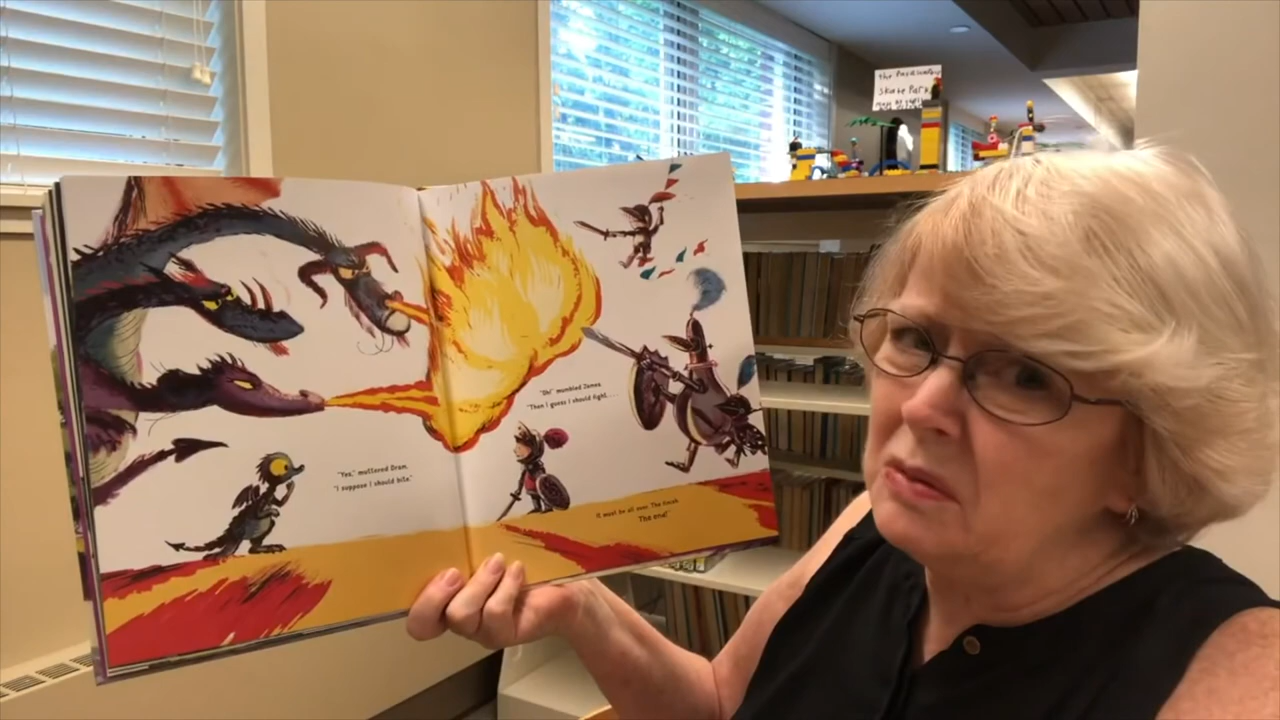 "Yes," muttered Dram.
"I suppose I should bite."
"Oh!" mumbled James.
"Then I guess I should fight. . . .
It must be all over. The finish.
The end!"
the
Skate Park